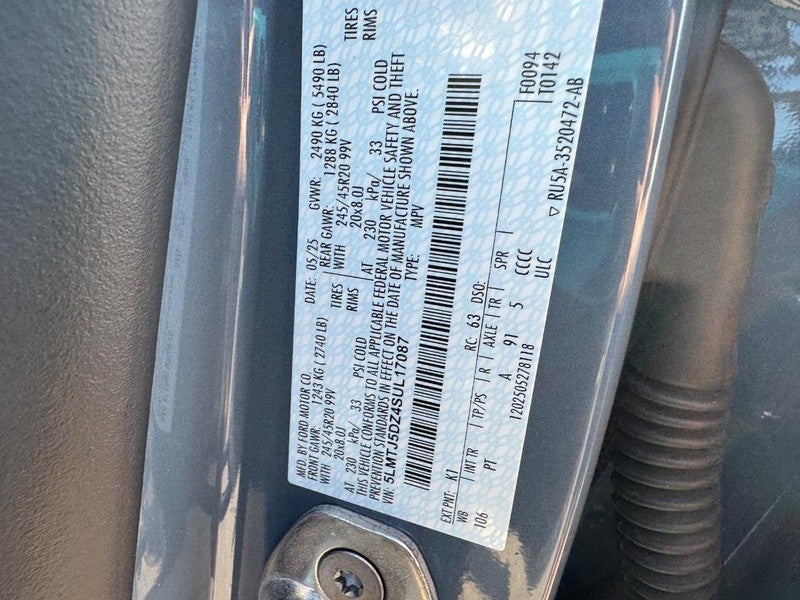 MFD. BY FORD MOTOR CO. DATE: 05/25 GVWR: 2490 KG ( 5490 LB)
FRONT GAWR: 1243 KG ( 2740 LB) REAR GAWR: 1288 KG ( 2840 LB)
WITH 245/45R20 99V TIRES WITH 245/45R20 99V TIRES
20x8.0J RIMS 20x8.0J RIMS
AT 230 kPa/ 33 PSI COLD AT 230 kPa/ 33 PSI COLD
THIS VEHICLE CONFORMS TO ALL APPLICABLE FEDERAL MOTOR VEHICLE SAFETY AND THEFT
PREVENTION STANDARDS IN EFFECT ON THE DATE OF MANUFACTURE SHOWN ABOVE.
VIN: 5LMTJ5DZ4SUL17087 TYPE: MPV
EXT PNT: K1 RC: 63 DSO: F0094
T0142
WB INT TR TP/PS R AXLE TR SPR
106 PT A 91 5 CCCC
1202505278118 ULC
▽ RU5A-3520472-AB